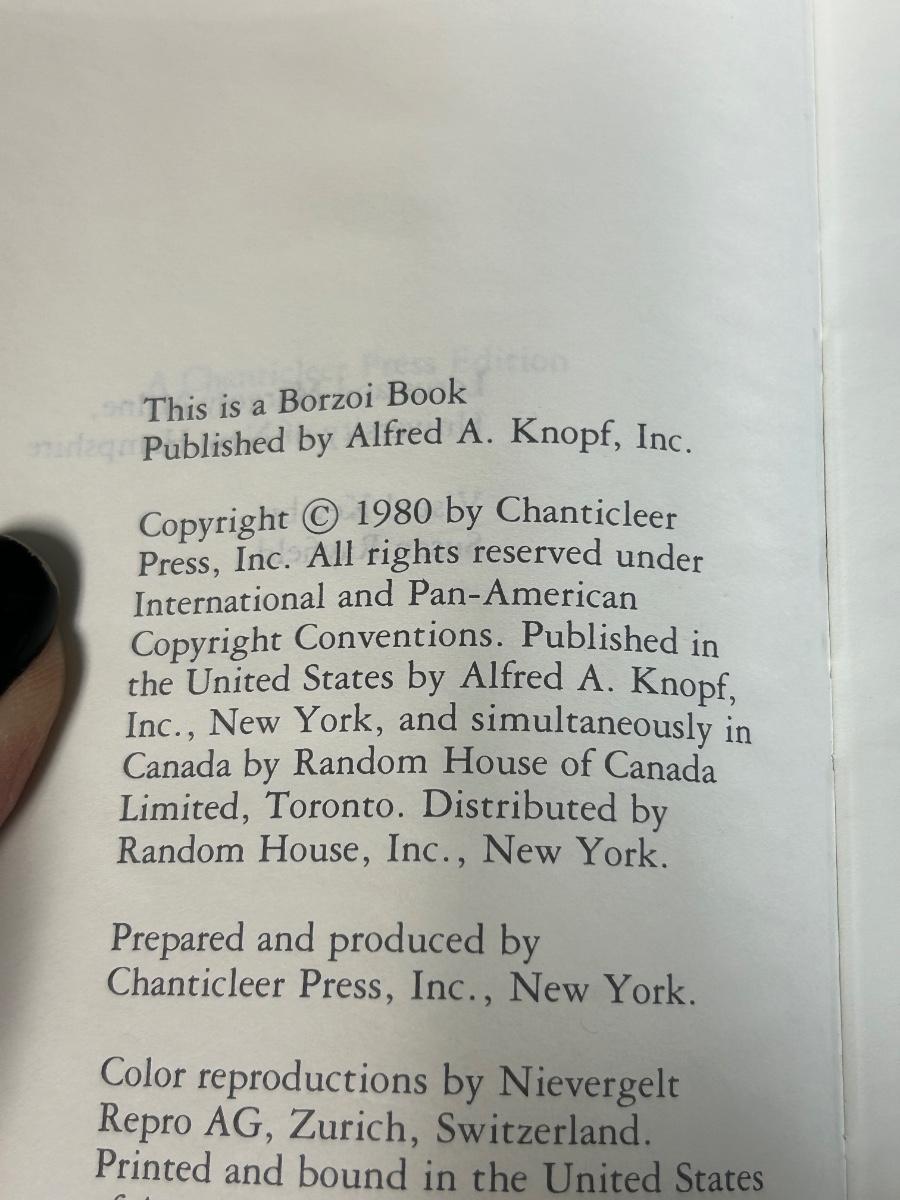 This is a Borzoi Book
Published by Alfred A. Knopf, Inc.
Copyright © 1980 by Chanticleer
Press, Inc. All rights reserved under
International and Pan-American
Copyright Conventions. Published in
the United States by Alfred A. Knopf,
Inc., New York, and simultaneously in
Canada by Random House of Canada
Limited, Toronto. Distributed by
Random House, Inc., New York.
Prepared and produced by
Chanticleer Press, Inc., New York.
Color reproductions by Nievergelt
Repro AG, Zurich, Switzerland.
Printed and bound in the United States